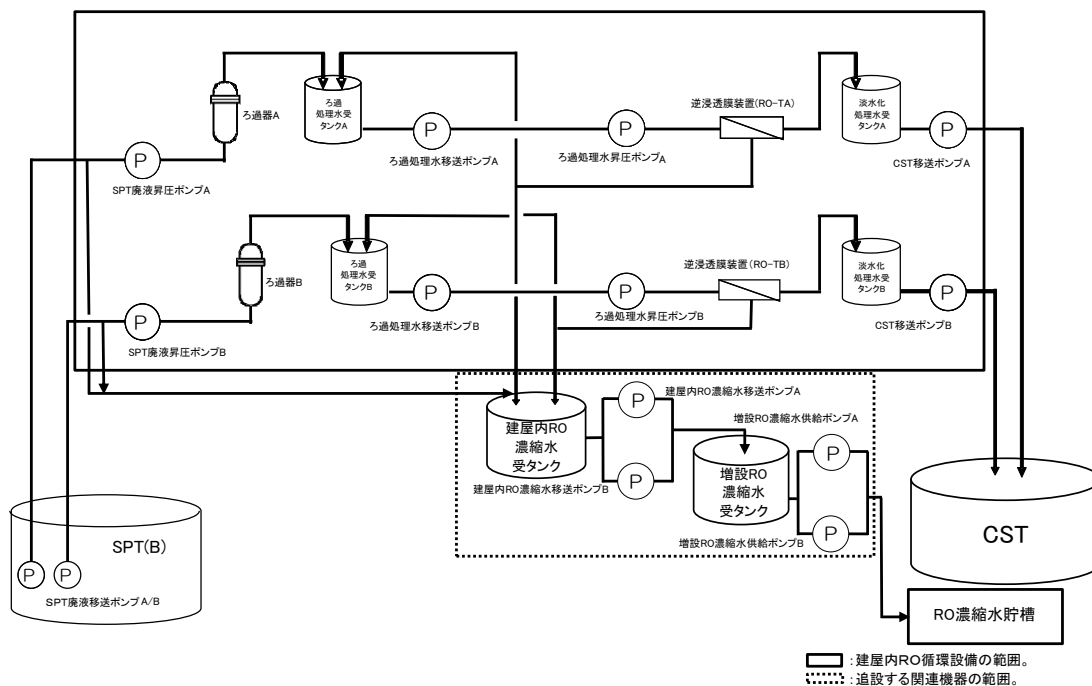 ろ過器A
ろ過
処理水受
タンクA
P
ろ過処理水移送ポンプA
P
ろ過処理水昇圧ポンプA
逆浸透膜装置(RO-TA)
淡水化
処理水受
タンクA
P
CST移送ポンプA
P
SPT廃液昇圧ポンプA
ろ過器B
ろ過
処理水受
タンクB
P
ろ過処理水移送ポンプB
P
ろ過処理水昇圧ポンプB
逆浸透膜装置(RO-TB)
淡水化
処理水受
タンクB
P
CST移送ポンプB
P
SPT廃液昇圧ポンプB
建屋内RO
濃縮水
受タンク
P
建屋内RO濃縮水移送ポンプA
P
建屋内RO濃縮水移送ポンプB
増設RO
濃縮水
受タンク
増設RO濃縮水供給ポンプA
P
P
増設RO濃縮水供給ポンプB
SPT(B)
P
P
SPT廃液移送ポンプA/B
CST
RO濃縮水貯槽
:建屋内RO循環設備の範囲。
:追設する関連機器の範囲。